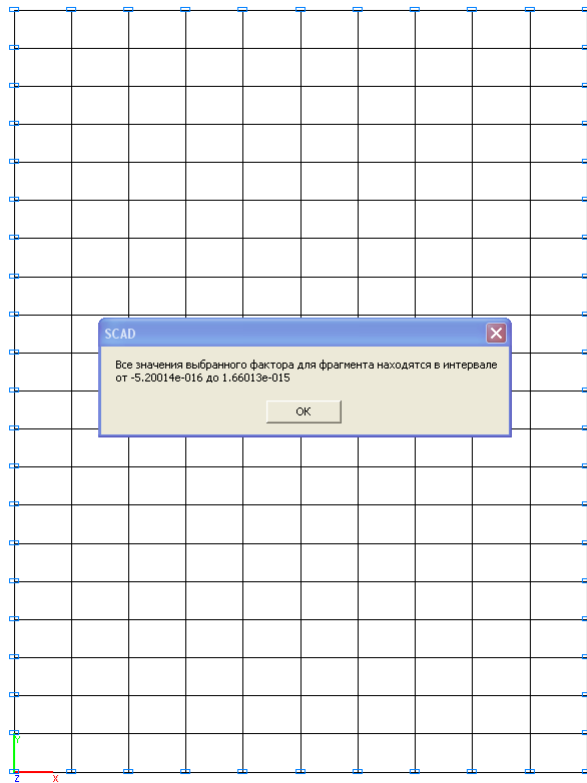 SCAD
Все значения выбранного фактора для фрагмента находятся в интервале
от -5.20014e-016 до 1.66013e-015
OK
Y
Z X